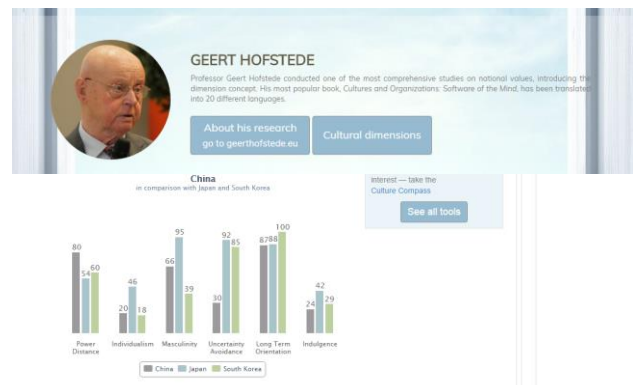 GEERT HOFSTEDE
Professor Geert Hofstede conducted one of the most comprehensive studies on national values, introducing the
dimension concept. His most popular book, Cultures and Organizations: Software of the Mind, has been translated
into 20 different languages.
About his research
go to geerthofstede.eu
Cultural dimensions
China
in comparison with Japan and South Korea
interest — take the
Culture Compass
See all tools
80
54
60
20
46
18
66
95
39
30
92
85
87
88
100
24
42
29
Power
Distance
Individualism
Masculinity
Uncertainty
Avoidance
Long Term
Orientation
Indulgence
China
Japan
South Korea